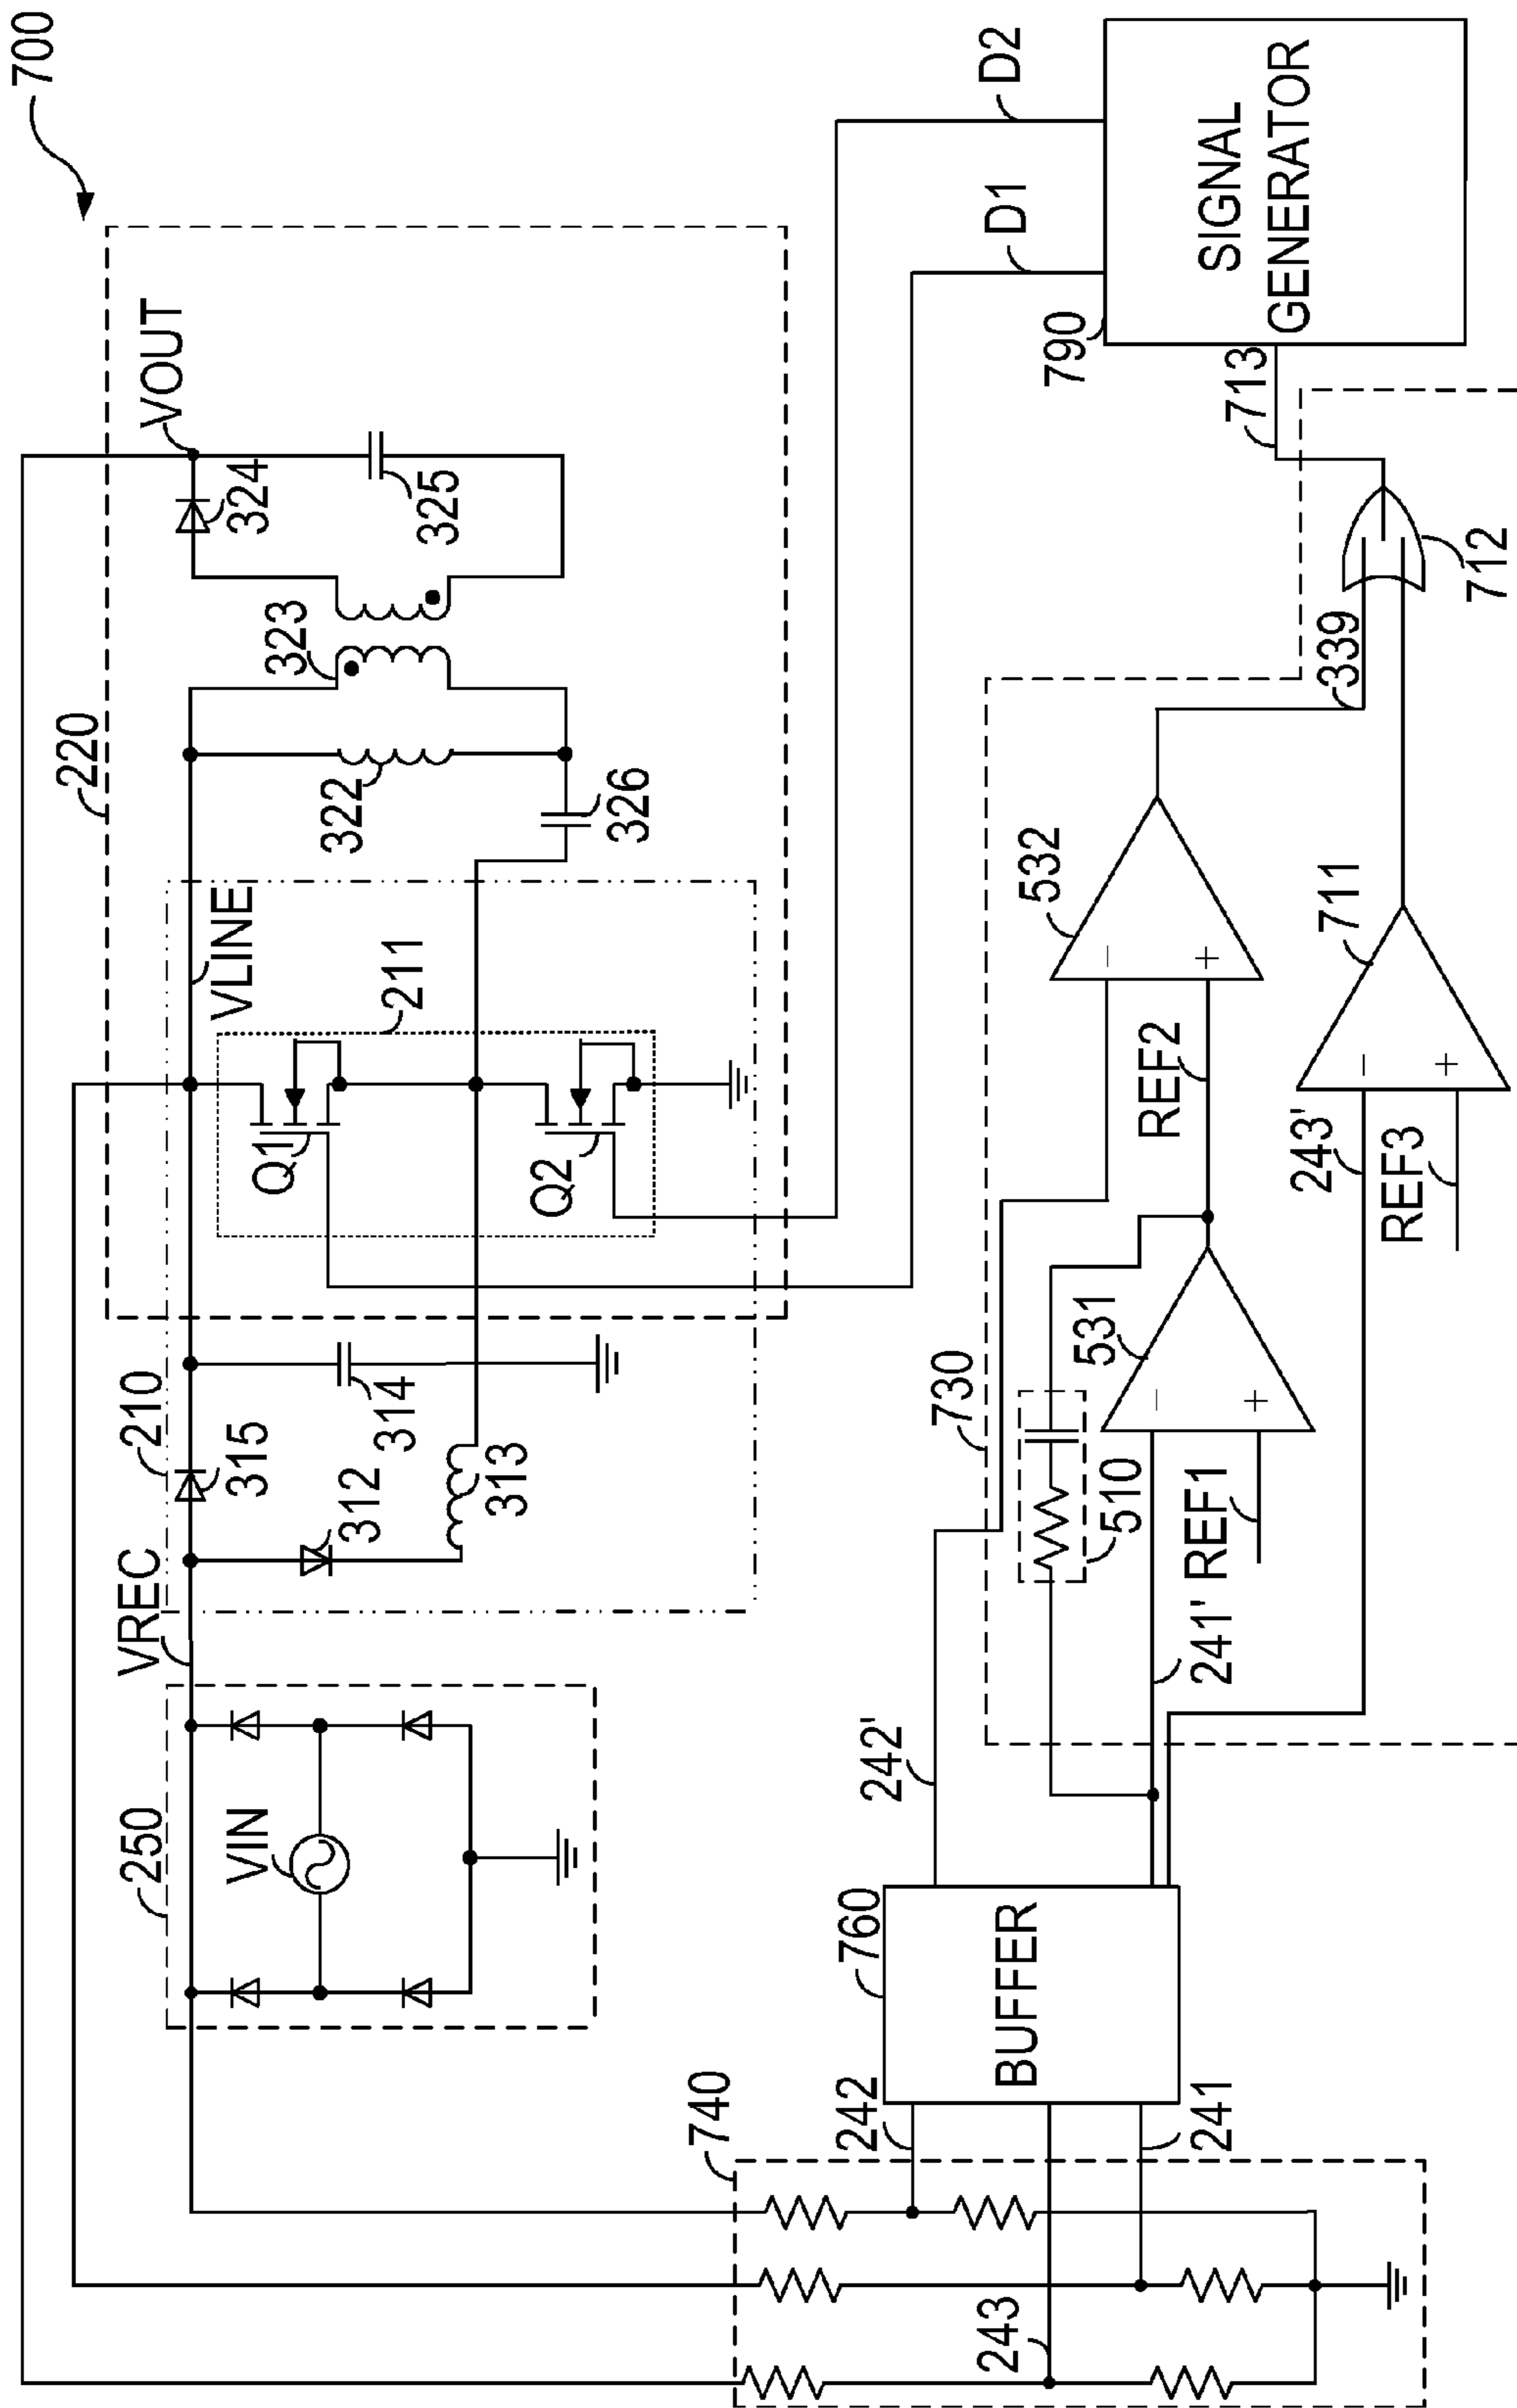 700
220
VOUT
324
325
323
322
326
VLINE
211
Q1
Q2
210
315
314
312
313
VREC
250
VIN
D1
D2
790
SIGNAL
GENERATOR
713
712
339
532
−
+
REF2
711
−
+
243'
REF3
730
531
−
+
510
241'
REF1
242'
760
BUFFER
740
242
243
241